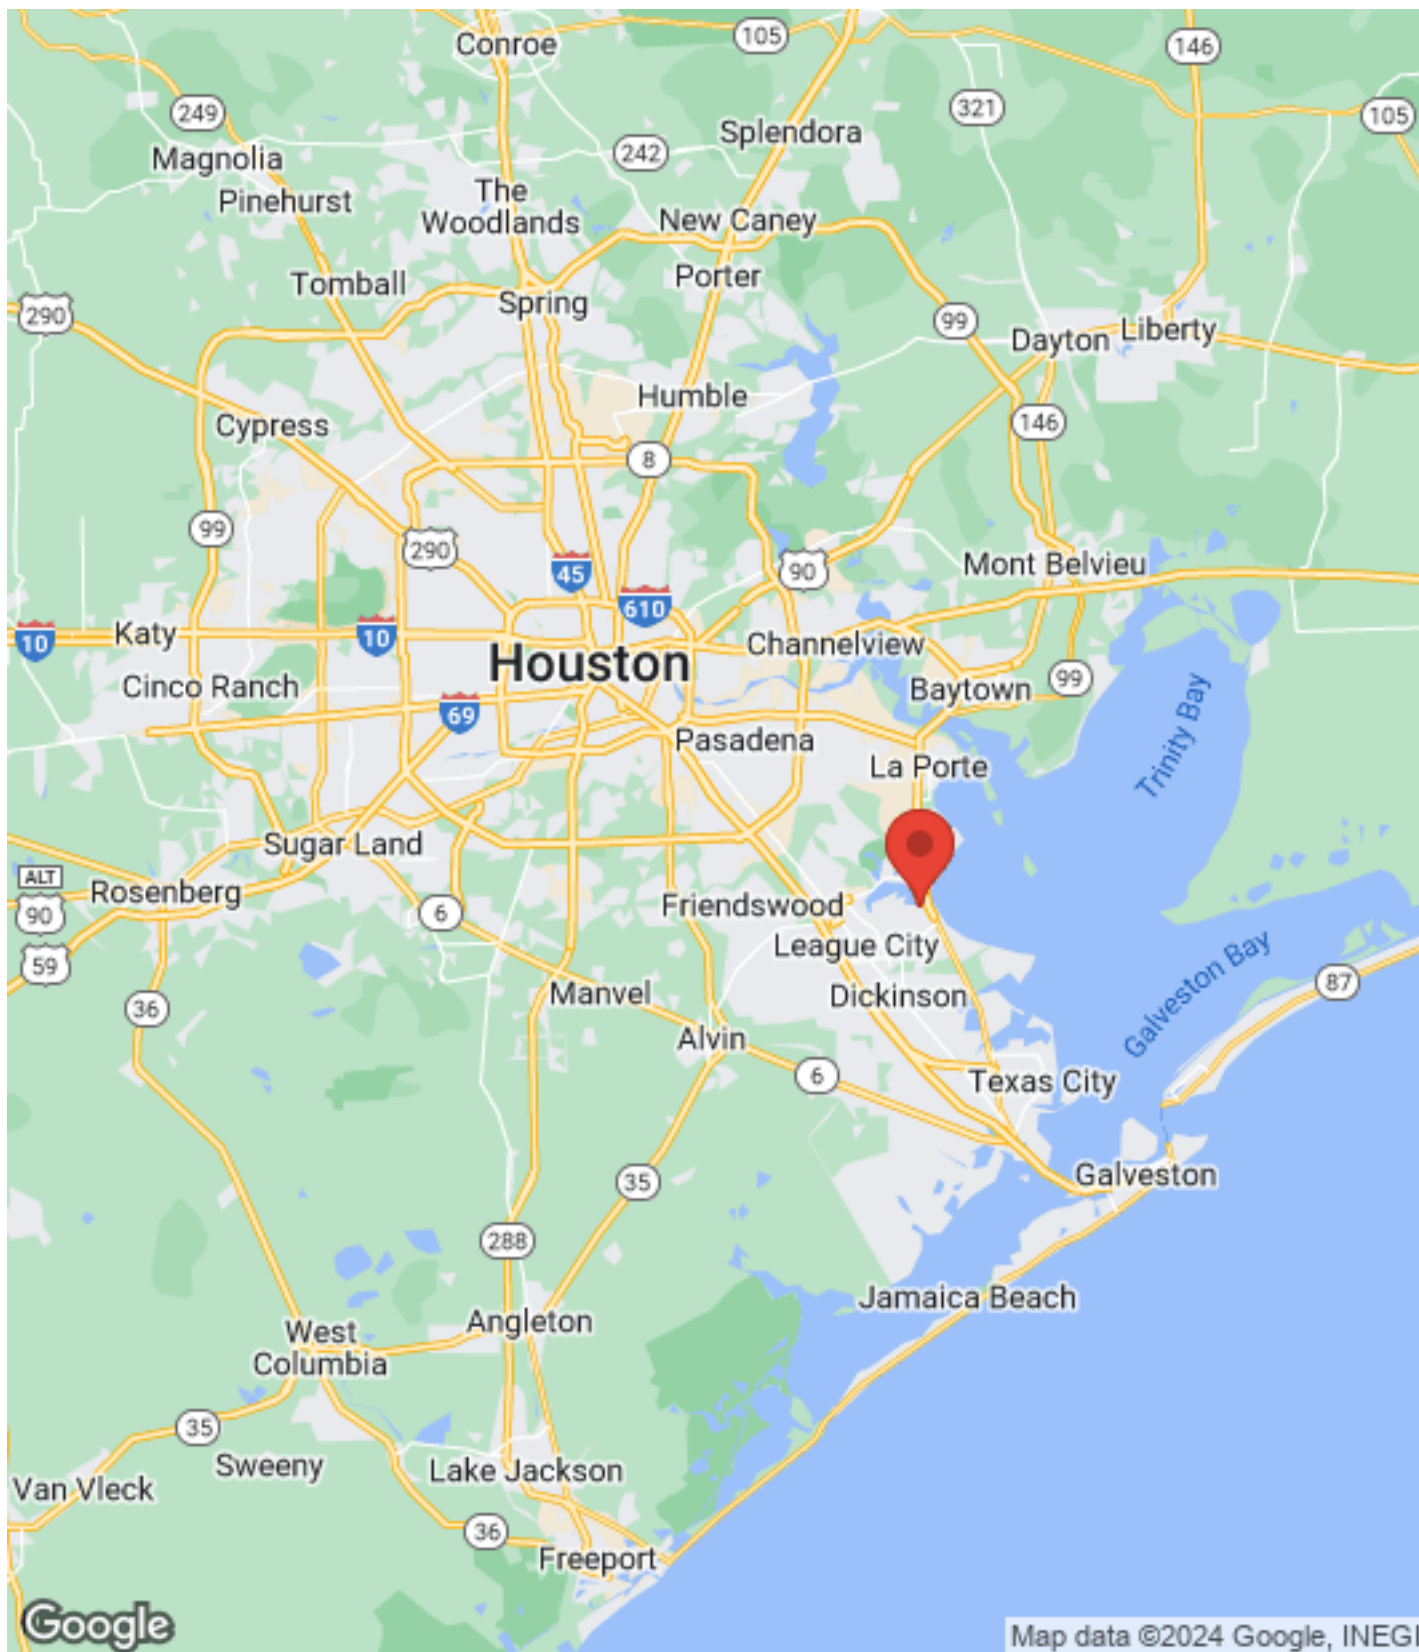 Conroe
105
146
249
321
105
Magnolia
242
Splendora
Pinehurst
The
Woodlands
New Caney
Tomball
Porter
Spring
290
99
Dayton
Liberty
Humble
Cypress
146
8
99
290
45
90
Mont Belvieu
610
10
Katy
10
Channelview
Houston
Cinco Ranch
Baytown
99
69
Trinity Bay
Pasadena
La Porte
Sugar Land
ALT
90
Rosenberg
6
Friendswood
League City
59
Galveston Bay
87
36
Manvel
Dickinson
Alvin
6
Texas City
35
Galveston
288
Jamaica Beach
Angleton
West
Columbia
35
Sweeny
Lake Jackson
Van Vleck
36
Freeport
Google
Map data ©2024 Google, INEGI